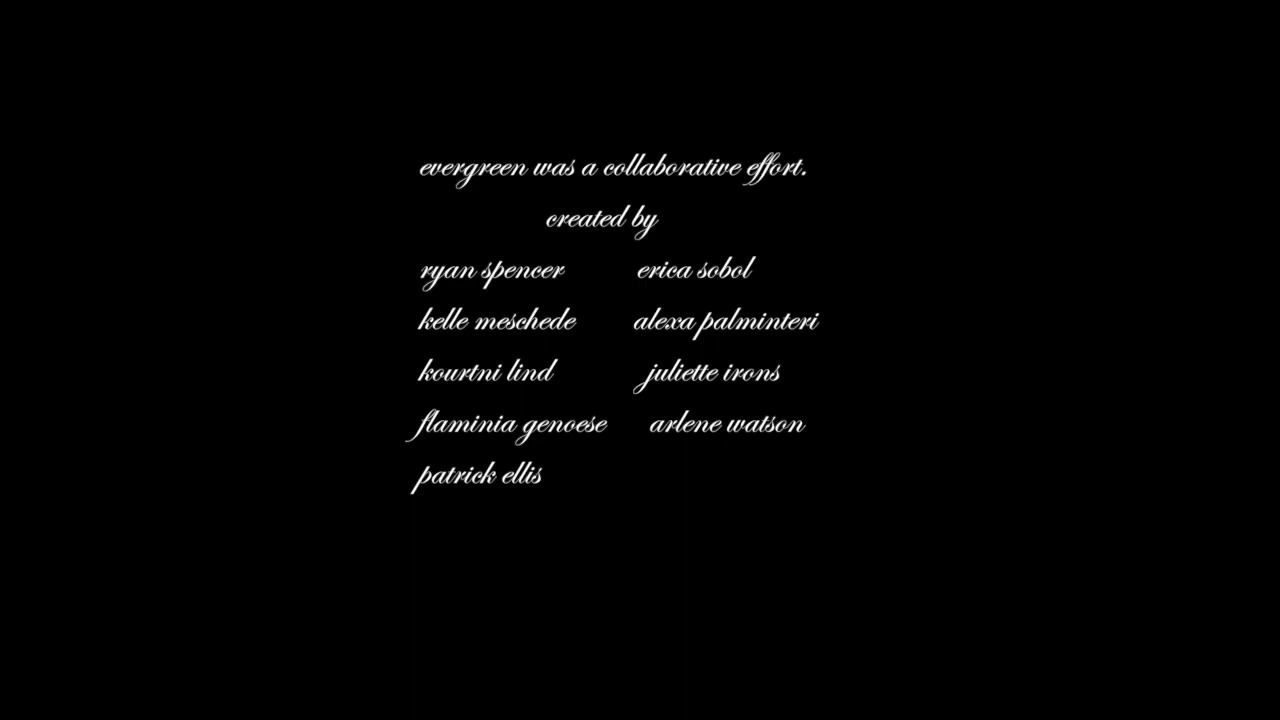 evergreen was a collaborative effort.
created by
ryan spencer erica sobol
kelle meschede alexa palminteri
kourtni lind juliette irons
flaminia genoese arlene watson
patrick ellis